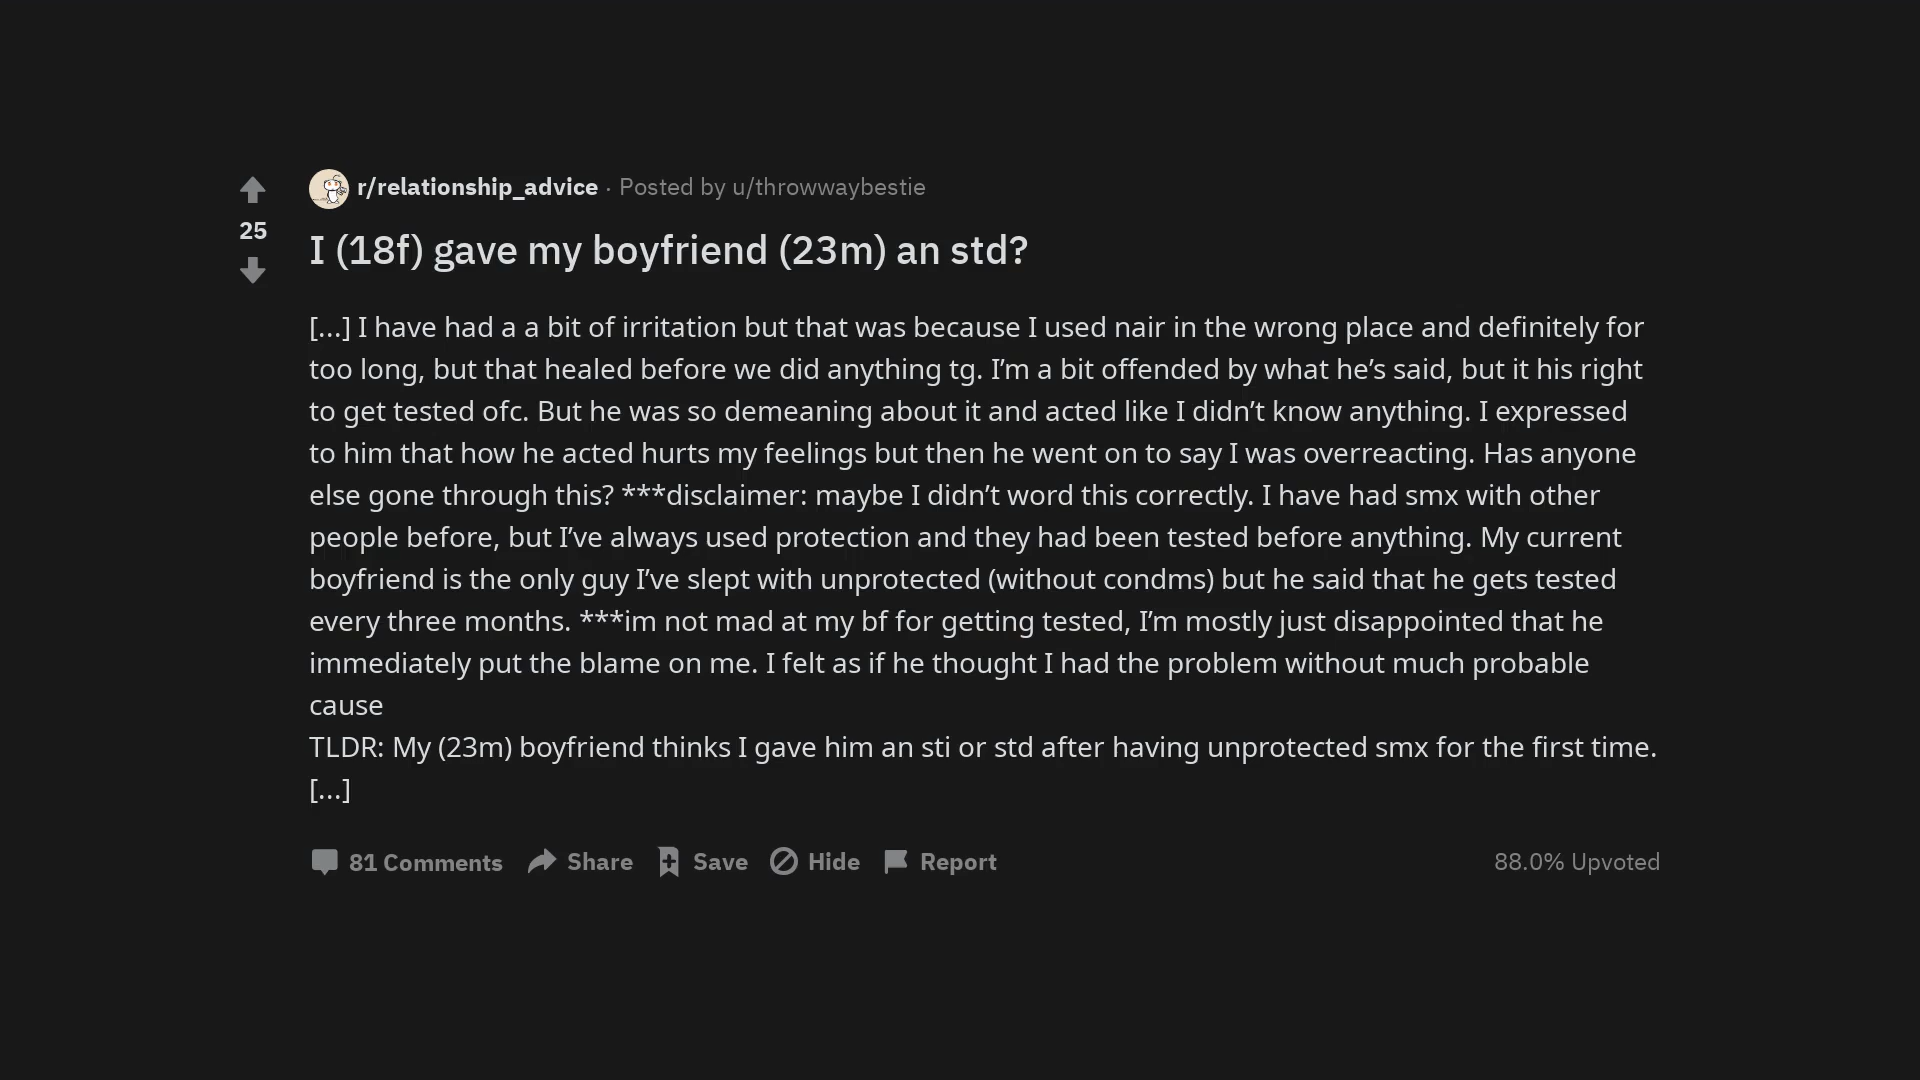 r/relationship_advice · Posted by u/throwwaybestie
25
I (18f) gave my boyfriend (23m) an std?
[...] I have had a a bit of irritation but that was because I used nair in the wrong place and definitely for
too long, but that healed before we did anything tg. I’m a bit offended by what he’s said, but it his right
to get tested ofc. But he was so demeaning about it and acted like I didn’t know anything. I expressed
to him that how he acted hurts my feelings but then he went on to say I was overreacting. Has anyone
else gone through this? ***disclaimer: maybe I didn’t word this correctly. I have had smx with other
people before, but I’ve always used protection and they had been tested before anything. My current
boyfriend is the only guy I’ve slept with unprotected (without condms) but he said that he gets tested
every three months. ***im not mad at my bf for getting tested, I’m mostly just disappointed that he
immediately put the blame on me. I felt as if he thought I had the problem without much probable
cause
TLDR: My (23m) boyfriend thinks I gave him an sti or std after having unprotected smx for the first time.
[...]
81 Comments Share Save Hide Report 88.0% Upvoted